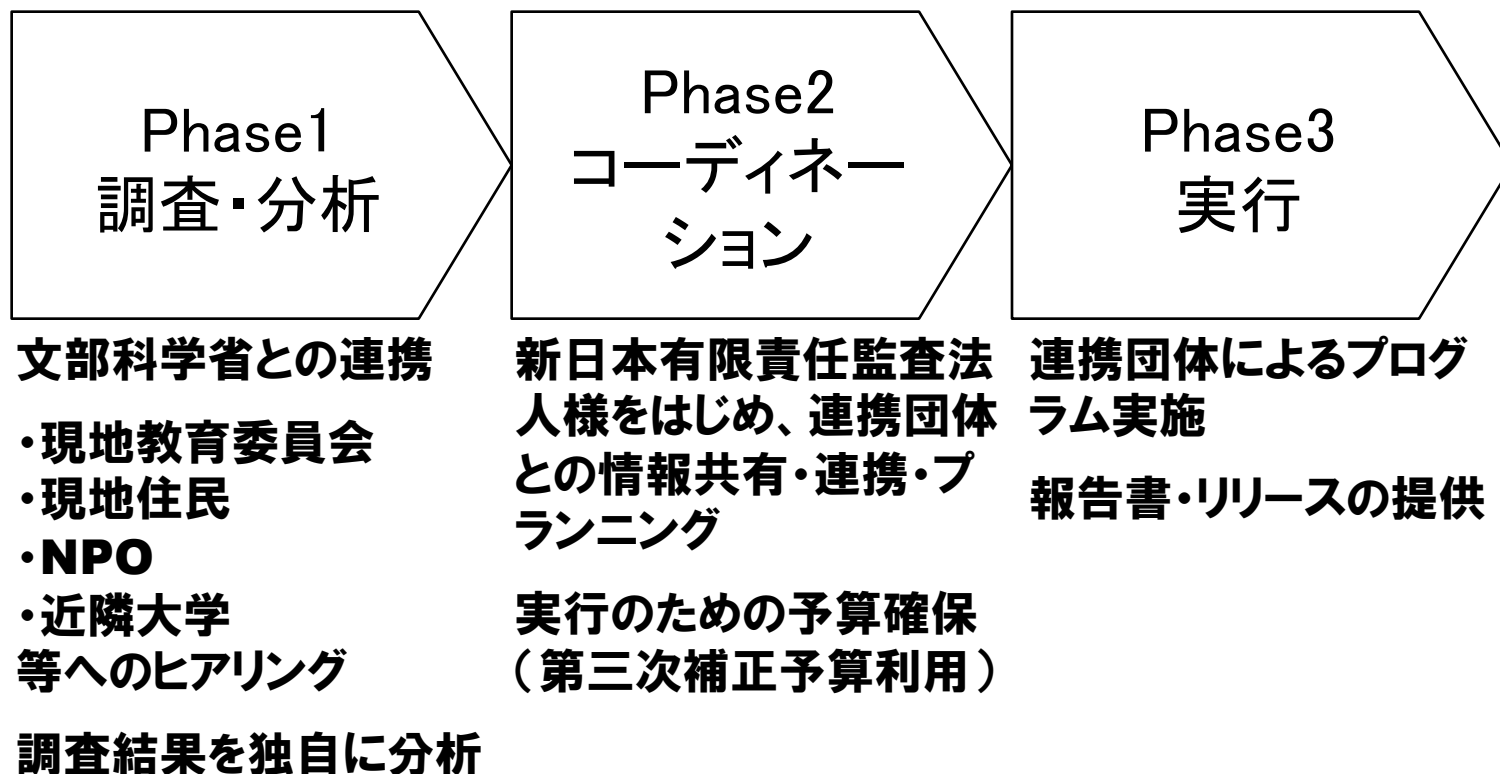 Phase1
調査・分析
Phase2
コーディネー
ション
Phase3
実行
文部科学省との連携
・現地教育委員会
・現地住民
・NPO
・近隣大学
等へのヒアリング
調査結果を独自に分析
新日本有限責任監査法
人様をはじめ、連携団体
との情報共有・連携・プ
ランニング
実行のための予算確保
（第三次補正予算利用）
連携団体によるプログ
ラム実施
報告書・リリースの提供